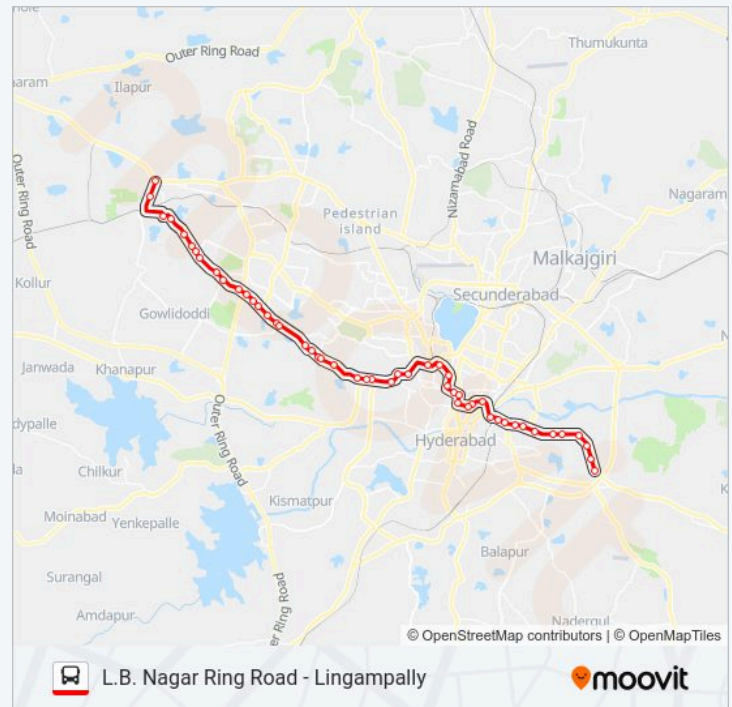 Outer Ring Road
Thumukunta
Ilapur
Outer Ring Road
Nizamabad Road
Nagaram
Pedestrian
island
Malkajgiri
Kollur
Secunderabad
Gowlidoddi
Janwada
Khanapur
Outer Ring Road
Hyderabad
Chilkur
Kismatpur
Moinabad
Yenkepalle
Balapur
Surangal
Outer Ring Road
Amdapur
Nadergul
© OpenStreetMap contributors | © OpenMapTiles
L.B. Nagar Ring Road - Lingampally
moovit